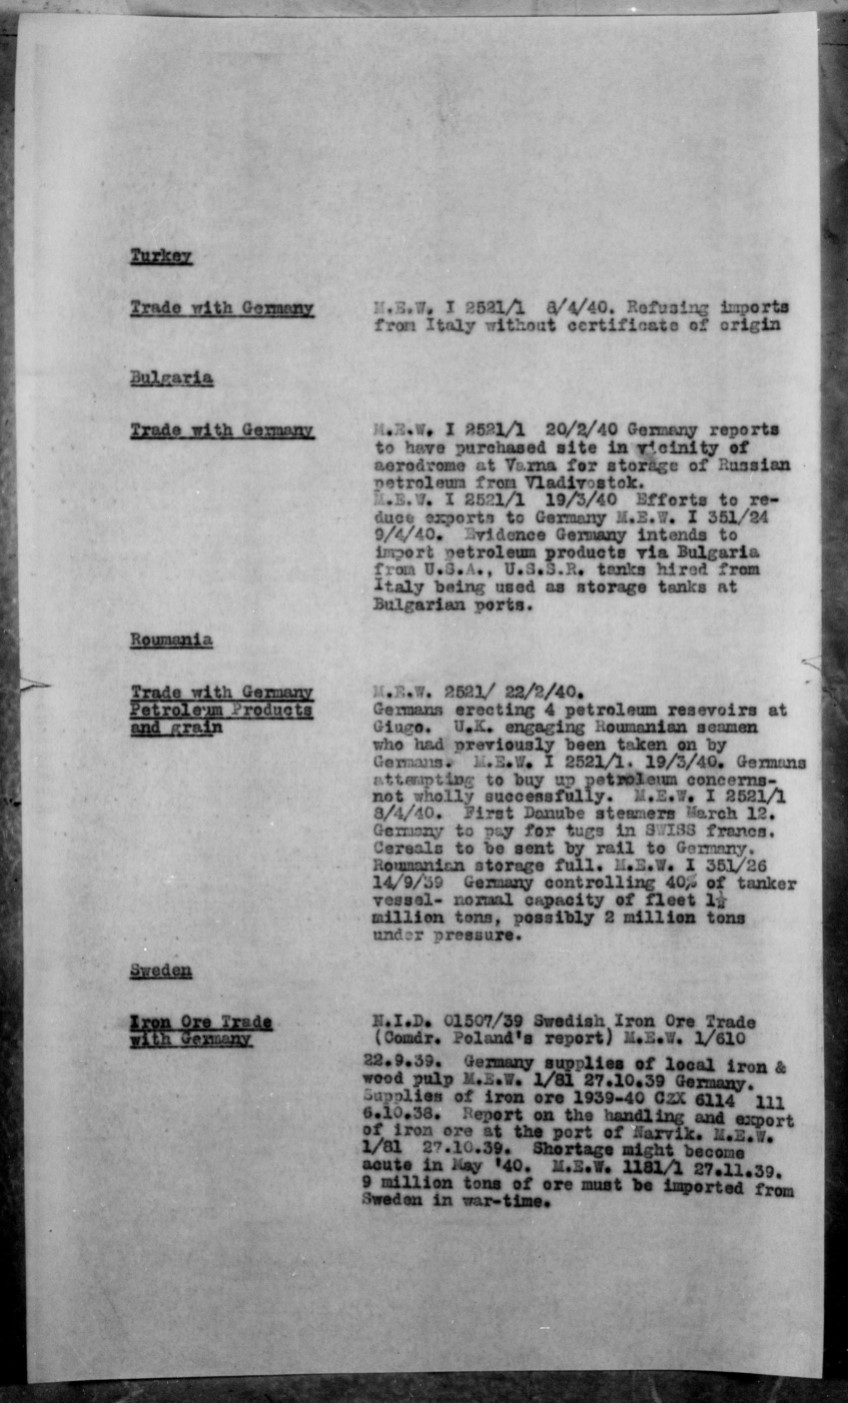 Turkey
Trade with Germany
M.E.W. I 2521/1 8/4/40. Refusing imports
from Italy without certificate of origin
Bulgaria
Trade with Germany
M.E.W. I 2521/1 20/2/40 Germany reports
to have purchased site in vicinity of
aerodrome at Varna for storage of Russian
petroleum from Vladivostok.
M.E.W. I 2521/1 19/3/40 Efforts to re-
duce exports to Germany M.E.W. I 351/24
9/4/40. Evidence Germany intends to
import petroleum products via Bulgaria
from U.S.A., U.S.S.R. tanks hired from
Italy being used as storage tanks at
Bulgarian ports.
Roumania
Trade with Germany
Petroleum Products
and grain
M.E.W. 2521/ 22/2/40.
Germans erecting 4 petroleum resevoirs at
Giugo. U.K. engaging Roumanian seamen
who had previously been taken on by
Germans. M.E.W. I 2521/1. 19/3/40. Germans
attempting to buy up petroleum concerns-
not wholly successfully. M.E.W. I 2521/1
8/4/40. First Danube steamers March 12.
Germany to pay for tugs in SWISS francs.
Cereals to be sent by rail to Germany.
Roumanian storage full. M.E.W. I 351/26
14/9/39 Germany controlling 40% of tanker
vessel- normal capacity of fleet 1½
million tons, possibly 2 million tons
under pressure.
Sweden
Iron Ore Trade
with Germany
N.I.D. 01507/39 Swedish Iron Ore Trade
(Comdr. Poland's report) M.E.W. 1/610
22.9.39. Germany supplies of local iron &
wood pulp M.E.W. 1/81 27.10.39 Germany.
Supplies of iron ore 1939-40 CZX 6114 111
6.10.38. Report on the handling and export
of iron ore at the port of Narvik. M.E.W.
1/81 27.10.39. Shortage might become
acute in May '40. M.E.W. 1181/1 27.11.39.
9 million tons of ore must be imported from
Sweden in war-time.